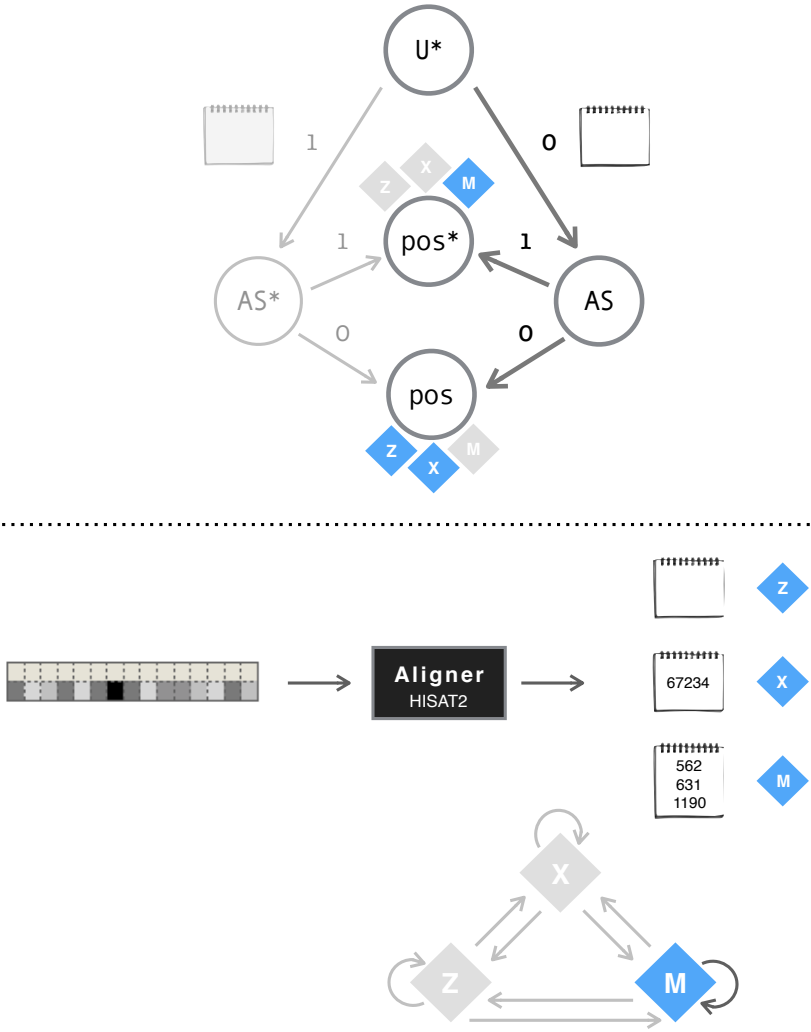 U*
1
0
Z
X
M
pos*
1
1
AS*
AS
0
0
pos
Z
X
M
Z
Aligner
HISAT2
67234
X
562
631
1190
M
X
Z
M